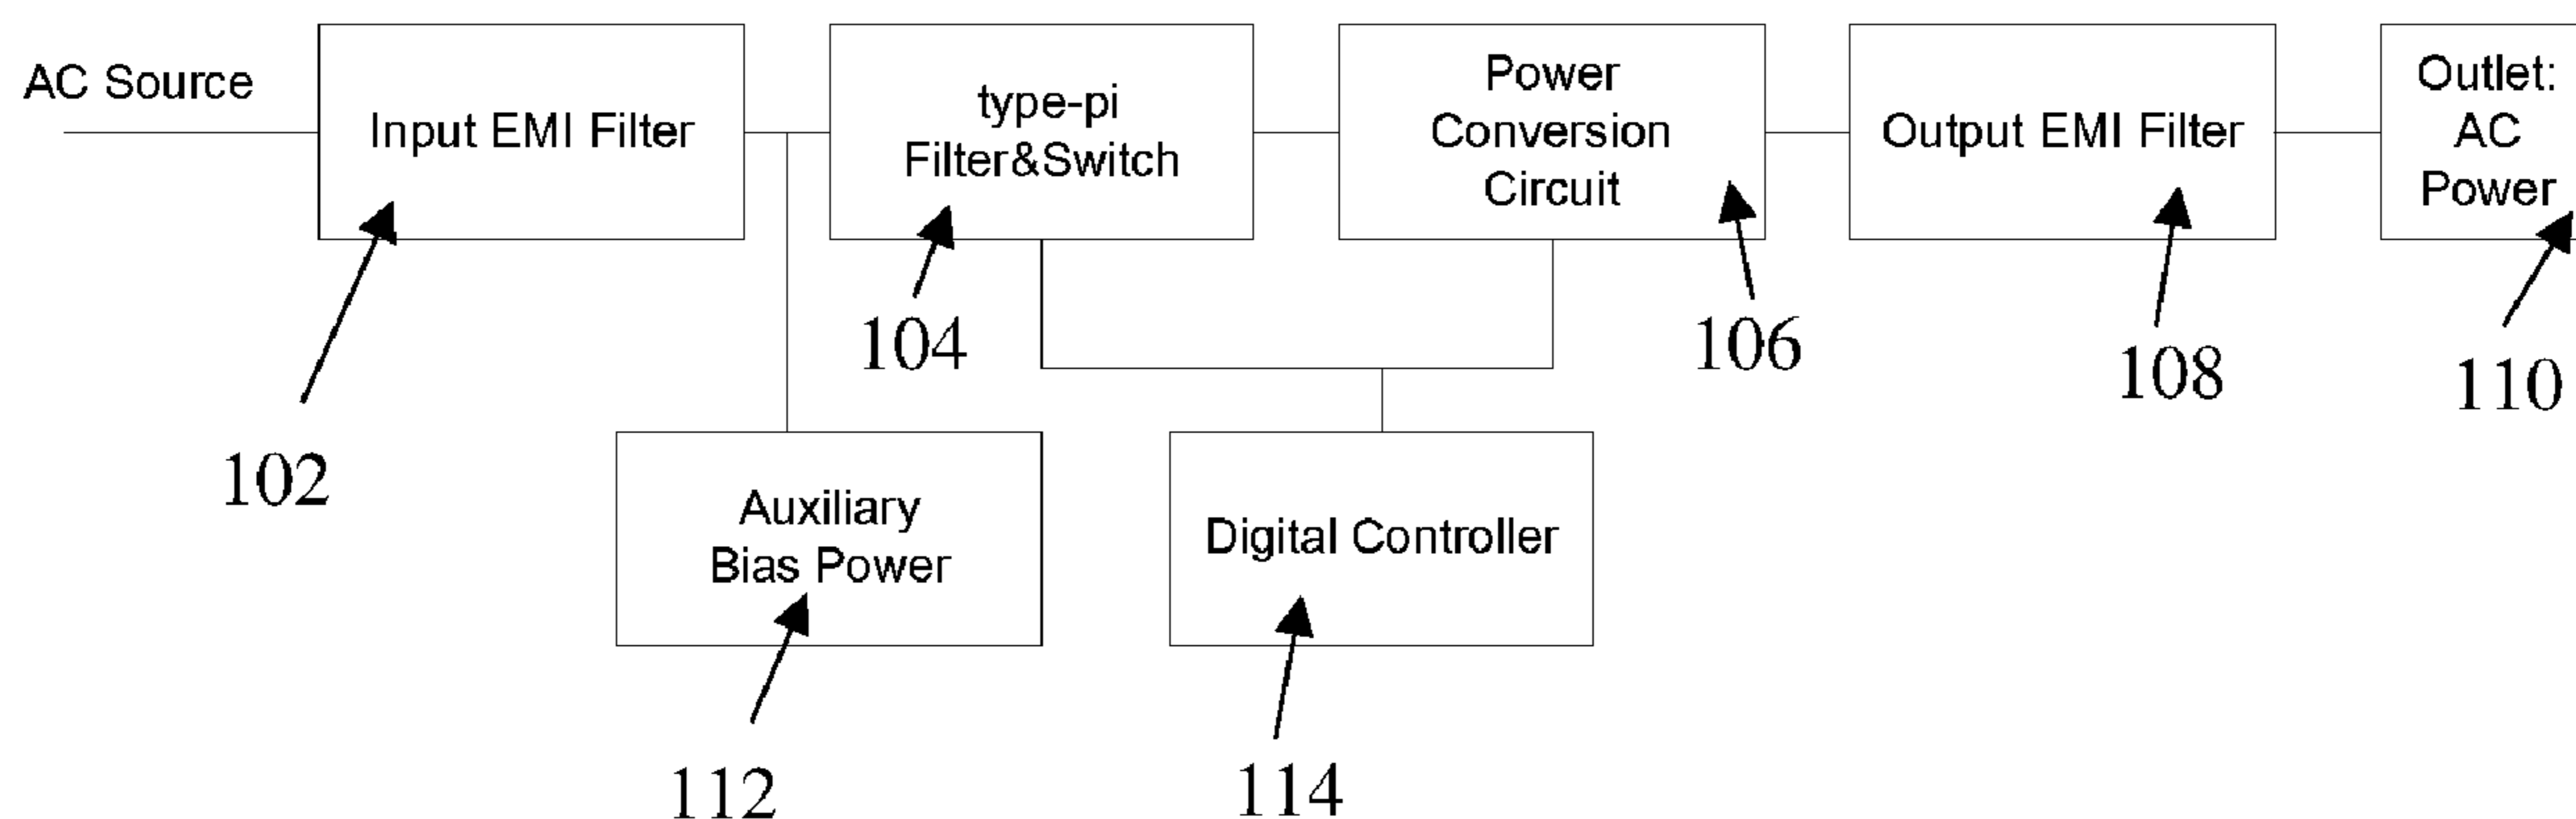 AC Source
Input EMI Filter
type-pi
Filter&Switch
Power
Conversion
Circuit
Output EMI Filter
Outlet:
AC
Power
102
104
106
108
110
Auxiliary
Bias Power
Digital Controller
112
114